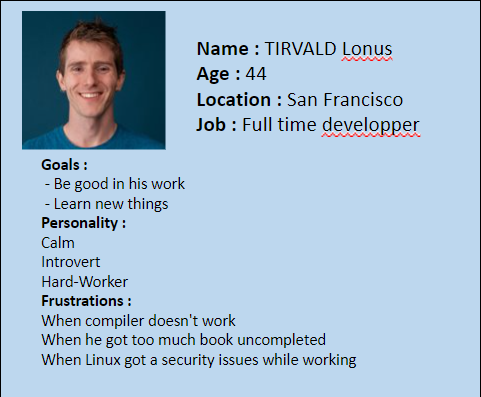 Name : TIRVALD Lonus
Age : 44
Location : San Francisco
Job : Full time developper
Goals :
- Be good in his work
- Learn new things
Personality :
Calm
Introvert
Hard-Worker
Frustrations :
When compiler doesn't work
When he got too much book uncompleted
When Linux got a security issues while working